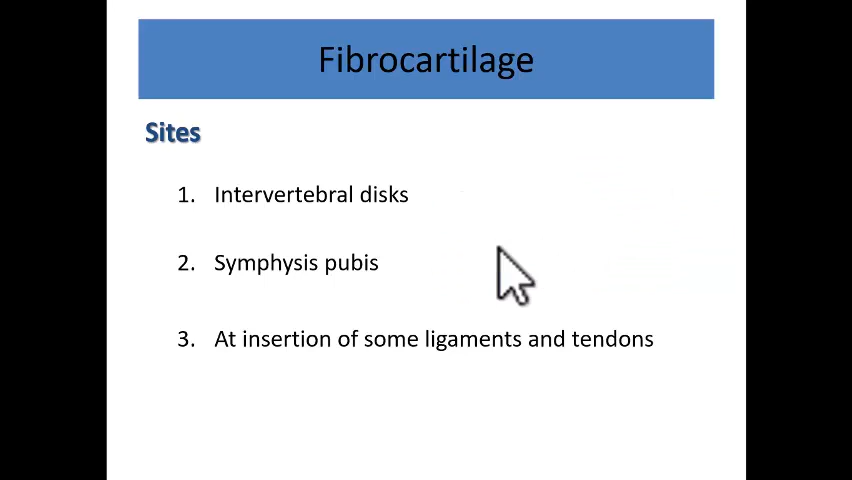 Fibrocartilage
Sites
1. Intervertebral disks
2. Symphysis pubis
3. At insertion of some ligaments and tendons